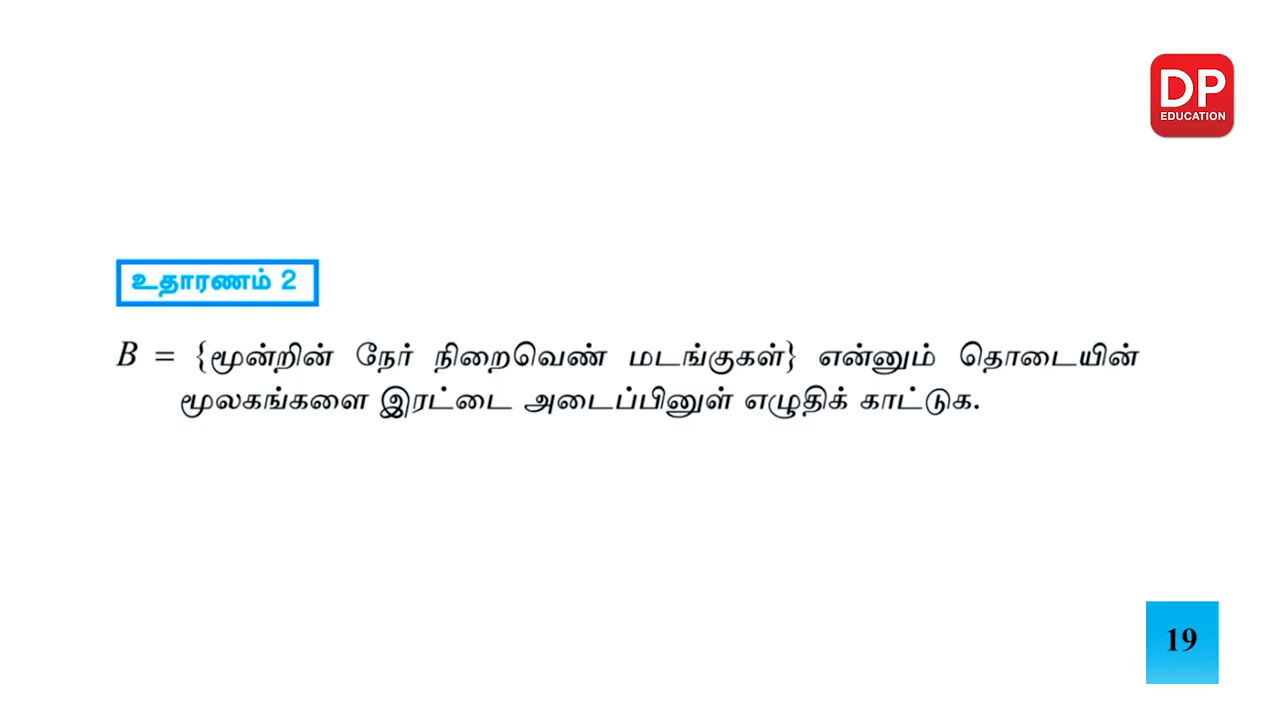 DP
EDUCATION
உதாரணம் 2
B = {மூன்றின் நேர் நிறைவெண் மடங்குகள்} என்னும் தொடையின்
மூலகங்களை இரட்டை அடைப்பினுள் எழுதிக் காட்டுக.
19